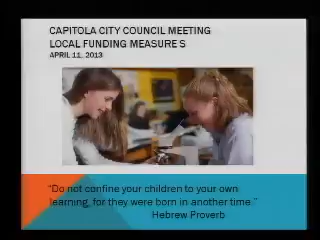 CAPITOLA CITY COUNCIL MEETING
LOCAL FUNDING MEASURE S
APRIL 11, 2013
“Do not confine your children to your own
learning, for they were born in another time.”
Hebrew Proverb